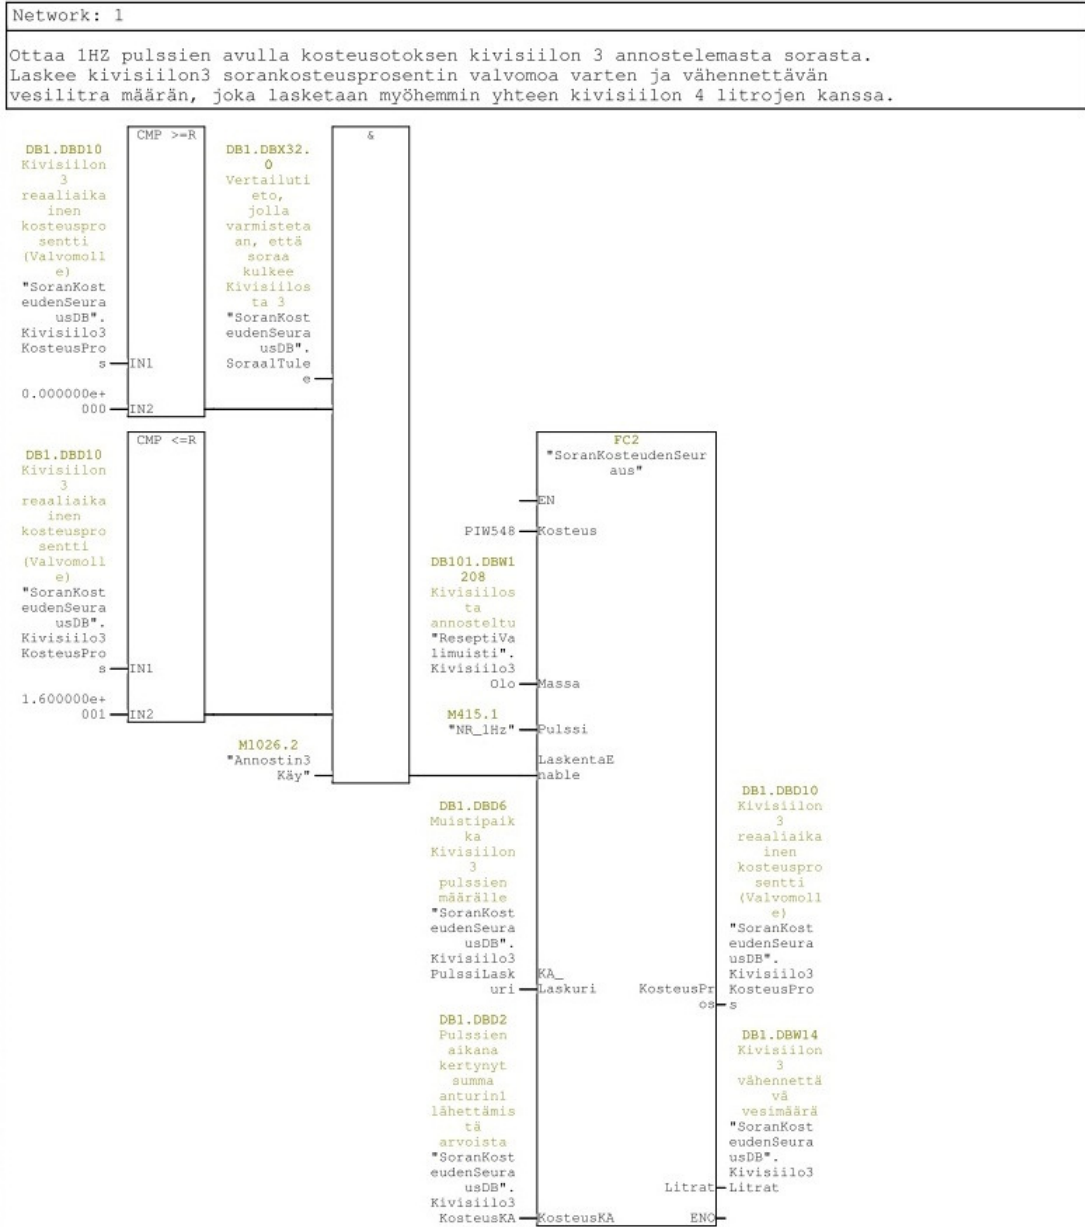 Network: 1
Ottaa 1HZ pulssien avulla kosteusotoksen kivisiilon 3 annostelemasta sorasta.
Laskee kivisiilon3 sorankosteusprosentin valvomoa varten ja vähennettävän
vesilitra määrän, joka lasketaan myöhemmin yhteen kivisiilon 4 litrojen kanssa.
CMP >=R
DB1.DBD10
Kivisiilon
3
reaaliaika
inen
kosteuspro
sentti
(Valvomoll
e)
"SoranKost
eudenSeura
usDB".
Kivisiilo3
KosteusPro
s
IN1
0.000000e+
000
IN2
DB1.DBX32.
0
Vertailuti
eto,
jolla
varmisteta
an, että
soraa
kulkee
Kivisiilos
ta 3
"SoranKost
eudenSeura
usDB".
SoraalTule
e
&
CMP <=R
DB1.DBD10
Kivisiilon
3
reaaliaika
inen
kosteuspro
sentti
(Valvomoll
e)
"SoranKost
eudenSeura
usDB".
Kivisiilo3
KosteusPro
s
IN1
1.600000e+
001
IN2
M1026.2
"Annostin3
Käy"
FC2
"SoranKosteudenSeur
aus"
EN
PIW548
Kosteus
DB101.DBW1
208
Kivisiilos
ta
annosteltu
"ReseptiVa
limuisti".
Kivisiilo3
Olo
Massa
M415.1
"NR_1Hz"
Pulssi
LaskentaE
nable
DB1.DBD6
Muistipaik
ka
Kivisiilon
3
pulssien
määrälle
"SoranKost
eudenSeura
usDB".
Kivisiilo3
PulssiLask
uri
KA_
Laskuri
DB1.DBD2
Pulssien
aikana
kertynyt
summa
anturin1
lähettämis
tä
arvoista
"SoranKost
eudenSeura
usDB".
Kivisiilo3
KosteusKA
KosteusKA
KosteusPr
os
DB1.DBD10
Kivisiilon
3
reaaliaika
inen
kosteuspro
sentti
(Valvomoll
e)
"SoranKost
eudenSeura
usDB".
Kivisiilo3
KosteusPro
s
DB1.DBW14
Kivisiilon
3
vähennettä
vä
vesimäärä
"SoranKost
eudenSeura
usDB".
Kivisiilo3
Litrat
Litrat
ENO